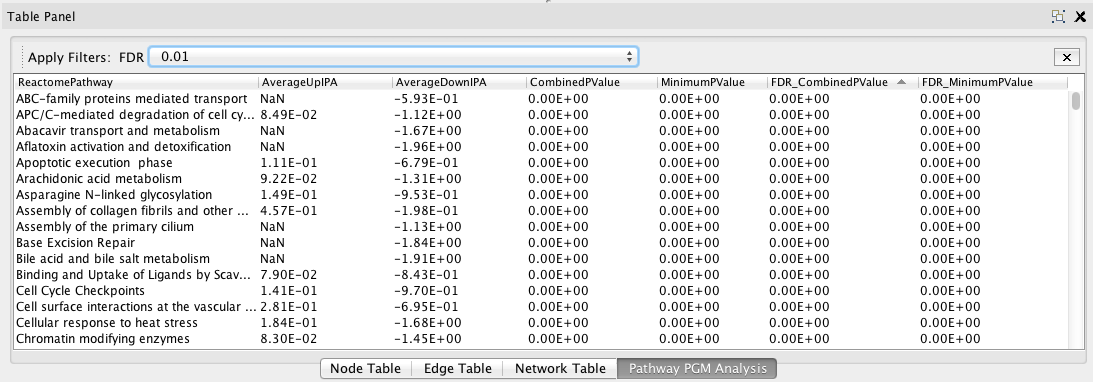 Table Panel
Apply Filters: FDR 0.01
ReactomePathway AverageUpIPA AverageDownIPA CombinedPValue MinimumPValue FDR_CombinedPValue FDR_MinimumPValue
ABC-family proteins mediated transport NaN -5.93E-01 0.00E+00 0.00E+00 0.00E+00 0.00E+00
APC/C-mediated degradation of cell cy... 8.49E-02 -1.12E+00 0.00E+00 0.00E+00 0.00E+00 0.00E+00
Abacavir transport and metabolism NaN -1.67E+00 0.00E+00 0.00E+00 0.00E+00 0.00E+00
Aflatoxin activation and detoxification NaN -1.96E+00 0.00E+00 0.00E+00 0.00E+00 0.00E+00
Apoptotic execution  phase 1.11E-01 -6.79E-01 0.00E+00 0.00E+00 0.00E+00 0.00E+00
Arachidonic acid metabolism 9.22E-02 -1.31E+00 0.00E+00 0.00E+00 0.00E+00 0.00E+00
Asparagine N-linked glycosylation 1.49E-01 -9.53E-01 0.00E+00 0.00E+00 0.00E+00 0.00E+00
Assembly of collagen fibrils and other ... 4.57E-01 -1.98E-01 0.00E+00 0.00E+00 0.00E+00 0.00E+00
Assembly of the primary cilium NaN -1.13E+00 0.00E+00 0.00E+00 0.00E+00 0.00E+00
Base Excision Repair NaN -1.84E+00 0.00E+00 0.00E+00 0.00E+00 0.00E+00
Bile acid and bile salt metabolism NaN -1.91E+00 0.00E+00 0.00E+00 0.00E+00 0.00E+00
Binding and Uptake of Ligands by Scav... 7.90E-02 -8.43E-01 0.00E+00 0.00E+00 0.00E+00 0.00E+00
Cell Cycle Checkpoints 1.41E-01 -9.70E-01 0.00E+00 0.00E+00 0.00E+00 0.00E+00
Cell surface interactions at the vascular ... 2.81E-01 -6.95E-01 0.00E+00 0.00E+00 0.00E+00 0.00E+00
Cellular response to heat stress 1.84E-01 -1.68E+00 0.00E+00 0.00E+00 0.00E+00 0.00E+00
Chromatin modifying enzymes 8.30E-02 -1.45E+00 0.00E+00 0.00E+00 0.00E+00 0.00E+00
Node Table Edge Table Network Table Pathway PGM Analysis